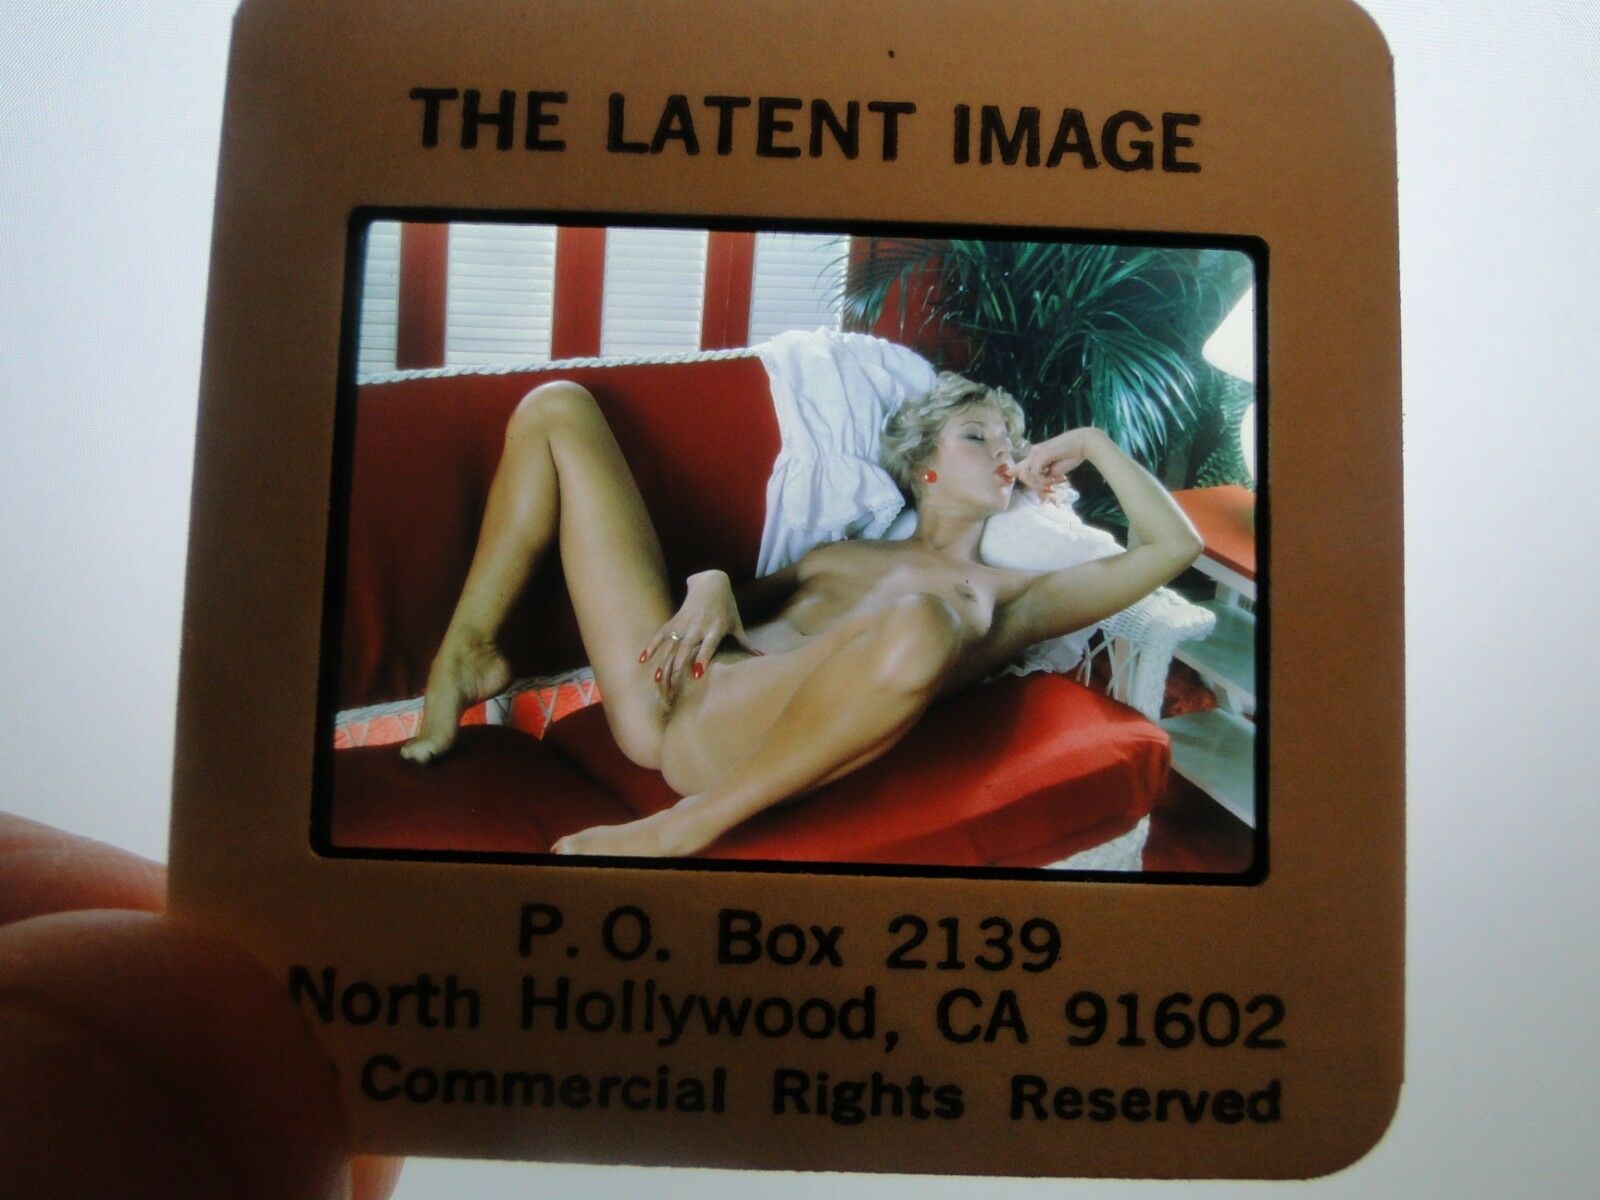 THE LATENT IMAGE
P.O. Box 2139
North Hollywood, CA 91602
Commercial Rights Reserved